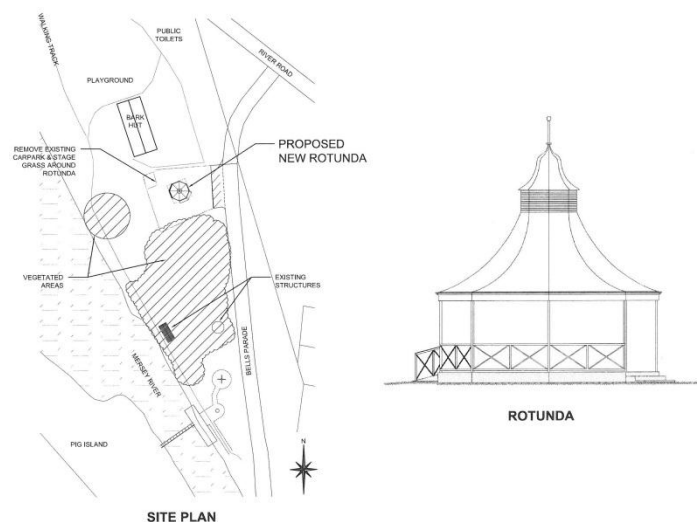 WALKING TRACK
PUBLIC
TOILETS
RIVER ROAD
PLAYGROUND
BARK
HUT
REMOVE EXISTING
CARPARK & STAGE
GRASS AROUND
ROTUNDA
PROPOSED
NEW ROTUNDA
VEGETATED
AREAS
EXISTING
STRUCTURES
MERSEY RIVER
BELLS PARADE
PIG ISLAND
N
SITE PLAN
ROTUNDA